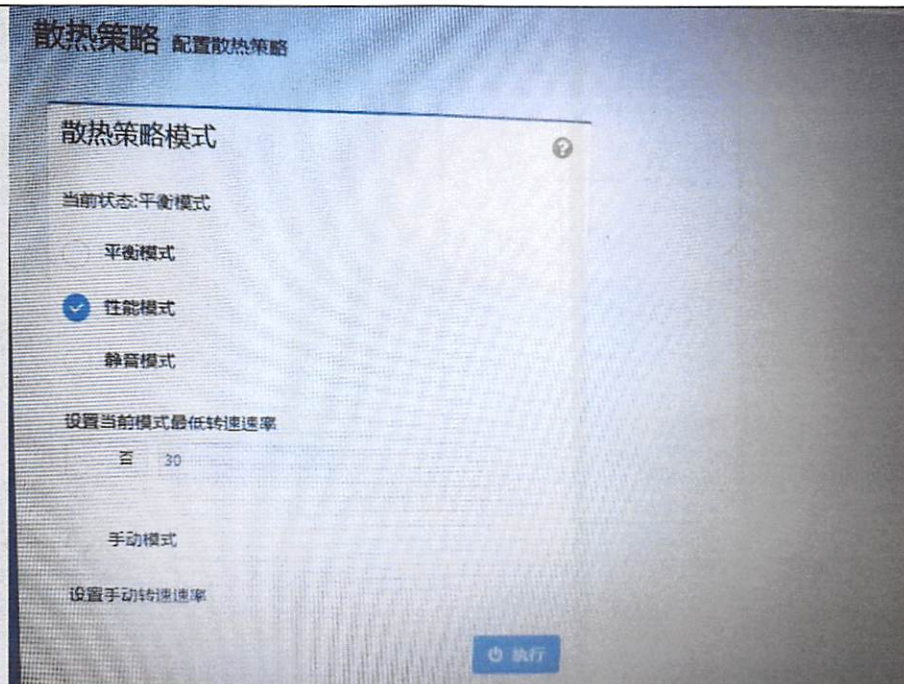 散热策略 配置散热策略
散热策略模式
当前状态:平衡模式
平衡模式
性能模式
静音模式
设置当前模式最低转速速率
否 30
手动模式
设置手动转速速率
执行